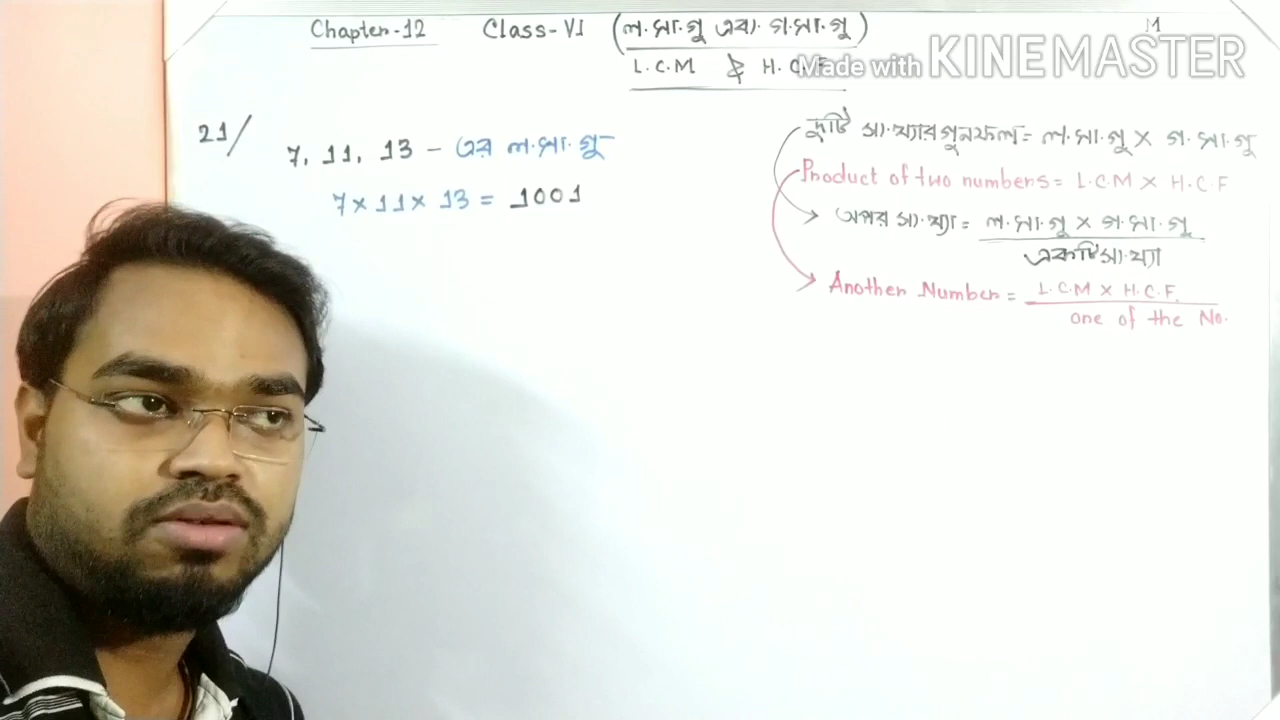 Chapter-12 Class-VI (ল.সা.গু এবং গ.সা.গু) M
L.C.M & H.C.F
Made with KINEMASTER
21/ 7, 11, 13 - এর ল.সা.গু
7 × 11 × 13 = 1001
দুটি সংখ্যার গুনফল = ল.সা.গু × গ.সা.গু
Product of two numbers = L.C.M × H.C.F
অপর সংখ্যা = ল.সা.গু × গ.সা.গু
একটি সংখ্যা
Another Number = L.C.M × H.C.F.
one of the No.